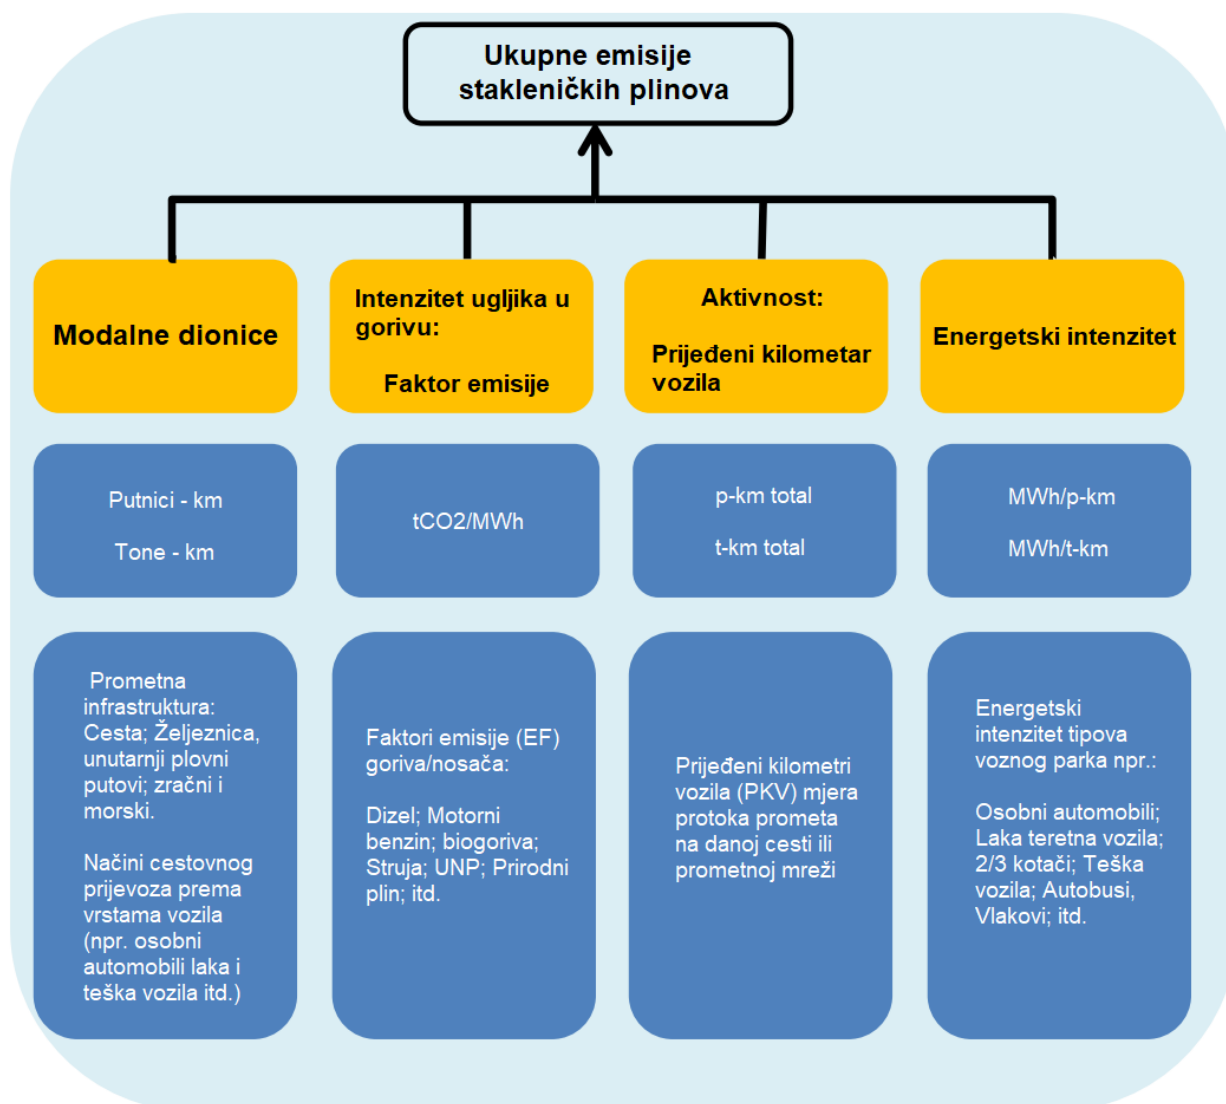 Ukupne emisije
stakleničkih plinova
Modalne dionice
Intenzitet ugljika u
gorivu:
Faktor emisije
Aktivnost:
Prijeđeni kilometar
vozila
Energetski intenzitet
Putnici - km
Tone - km
tCO2/MWh
p-km total
t-km total
MWh/p-km
MWh/t-km
Prometna
infrastruktura:
Cesta; Željeznica,
unutarnji plovni
putovi; zračni i
morski.
Načini cestovnog
prijevoza prema
vrstama vozila
(npr. osobni
automobili laka i
teška vozila itd.)
Faktori emisije (EF)
goriva/nosača:
Dizel; Motorni
benzin; biogoriva;
Struja; UNP; Prirodni
plin; itd.
Prijeđeni kilometri
vozila (PKV) mjera
protoka prometa
na danoj cesti ili
prometnoj mreži
Energetski
intenzitet tipova
voznog parka npr.:
Osobni automobili;
Laka teretna vozila;
2/3 kotači; Teška
vozila; Autobusi,
Vlakovi; itd.